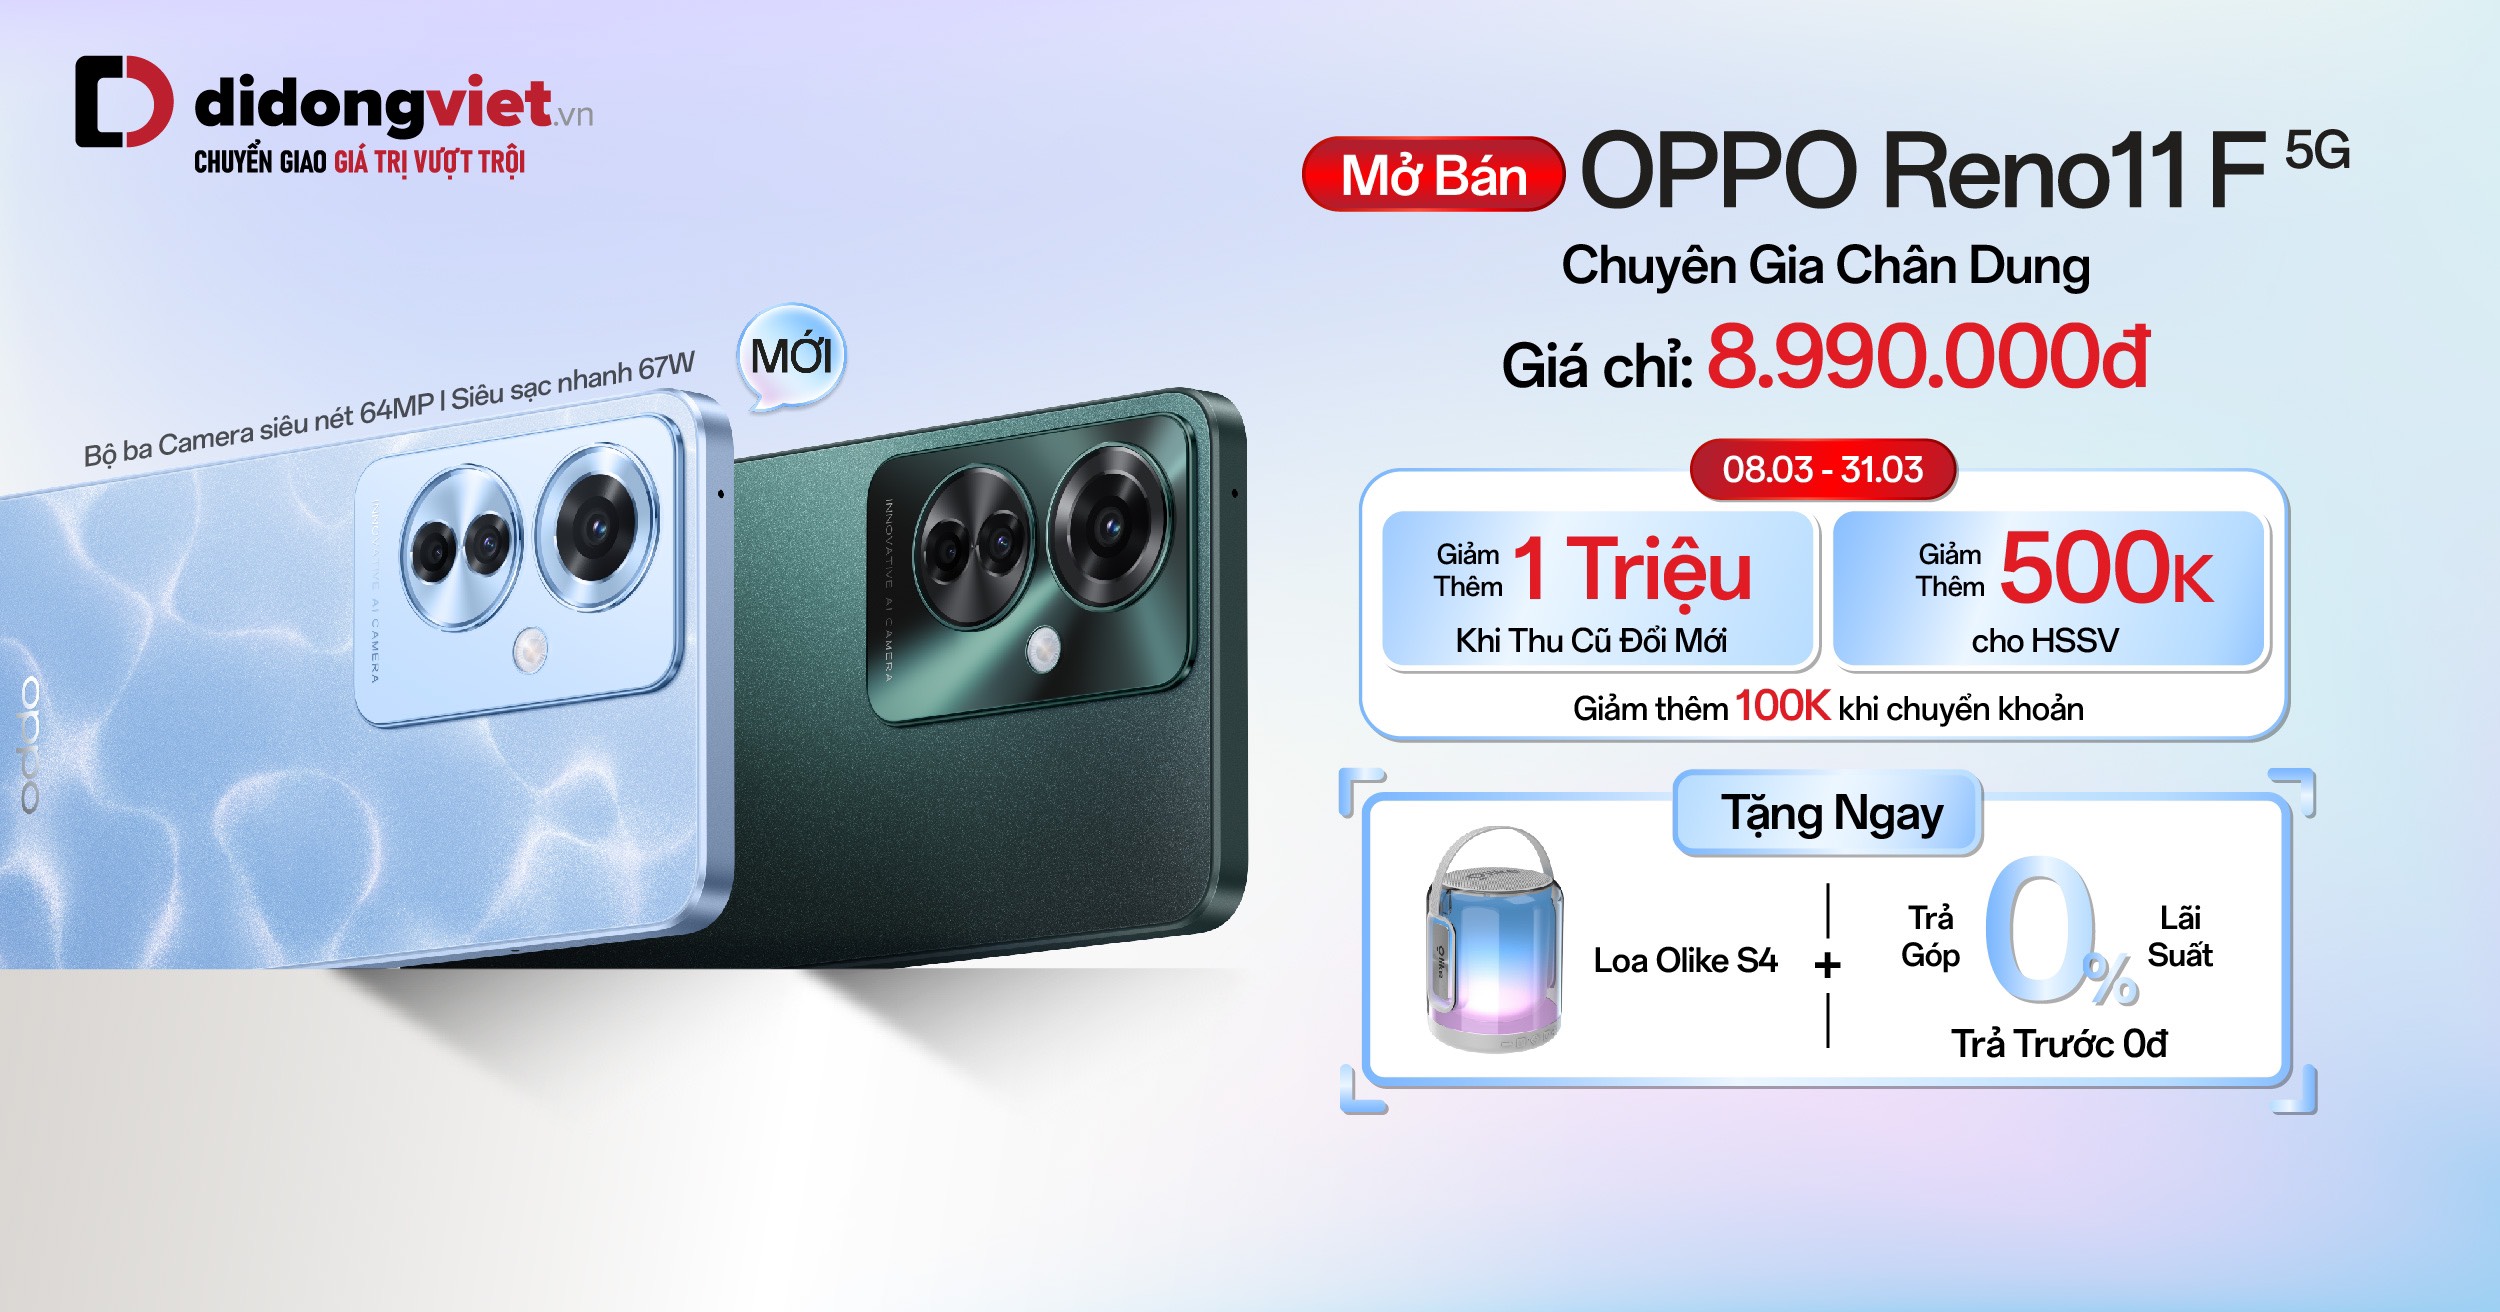 didongviet.vn
CHUYỂN GIAO GIÁ TRỊ VƯỢT TRỘI
Mở Bán OPPO Reno11 F 5G
Chuyên Gia Chân Dung
Giá chỉ: 8.990.000đ
Bộ ba Camera siêu nét 64MP | Siêu sạc nhanh 67W
MỚI
INNOVATIVE AI CAMERA
oppo
INNOVATIVE AI CAMERA
08.03 - 31.03
Giảm Thêm 1 Triệu
Khi Thu Cũ Đổi Mới
Giảm Thêm 500K
cho HSSV
Giảm thêm 100K khi chuyển khoản
Tặng Ngay
Olike
Olike
Loa Olike S4
+
Trả Góp 0% Lãi Suất
Trả Trước 0đ